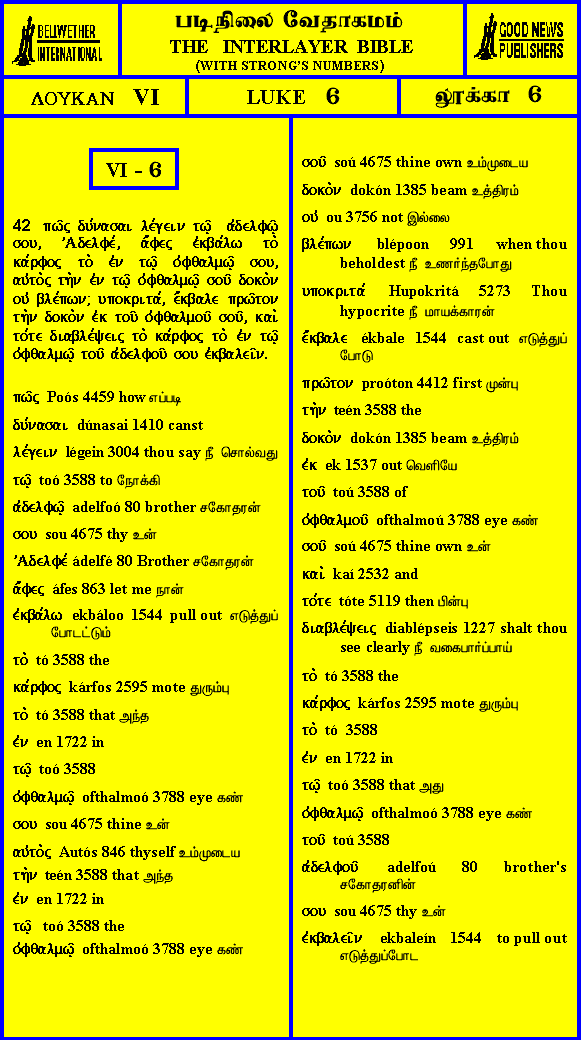 BELLWETHER
INTERNATIONAL
படிநிலை வேதாகமம்
THE INTERLAYER BIBLE
(WITH STRONG'S NUMBERS)
GOOD NEWS
PUBLISHERS
ΛΟΥΚΑΝ VI
LUKE 6
லூக்கா 6
VI - 6
42 πῶς δύνασαι λέγειν τῷ ἀδελφῷ
σου, Ἀδελφέ, ἄφες ἐκβάλω τὸ
κάρφος τὸ ἐν τῷ ὀφθαλμῷ σου,
αὐτὸς τὴν ἐν τῷ ὀφθαλμῷ σοῦ δοκὸν
οὐ βλέπων; υποκριτά, ἔκβαλε πρῶτον
τὴν δοκὸν ἐκ τοῦ ὀφθαλμοῦ σοῦ, καὶ
τότε διαβλέψεις τὸ κάρφος τὸ ἐν τῷ
ὀφθαλμῷ τοῦ ἀδελφοῦ σου ἐκβαλεῖν.
πῶς Poós 4459 how எப்படி
δύνασαι dúnasai 1410 canst
λέγειν légein 3004 thou say நீ சொல்வது
τῷ toó 3588 to நோக்கி
ἀδελφῷ adelfoó 80 brother சகோதரன்
σου sou 4675 thy உன்
Ἀδελφέ ádelfé 80 Brother சகோதரன்
ἄφες áfes 863 let me நான்
ἐκβάλω ekbáloo 1544 pull out எடுத்துப்
போடட்டும்
τὸ tó 3588 the
κάρφος kárfos 2595 mote துரும்பு
τὸ tó 3588 that அந்த
ἐν en 1722 in
τῷ toó 3588
ὀφθαλμῷ ofthalmoó 3788 eye கண்
σου sou 4675 thine உன்
αὐτὸς Autós 846 thyself உம்முடைய
τὴν teén 3588 that அந்த
ἐν en 1722 in
τῷ toó 3588 the
ὀφθαλμῷ ofthalmoó 3788 eye கண்
σοῦ soú 4675 thine own உம்முடைய
δοκὸν dokón 1385 beam உத்திரம்
οὐ ou 3756 not இல்லை
βλέπων blépoon 991 when thou
beholdest நீ உணர்ந்தபோது
υποκριτά Hupokritá 5273 Thou
hypocrite நீ மாயக்காரன்
ἔκβαλε ékbale 1544 cast out எடுத்துப்
போடு
πρῶτον proóton 4412 first முன்பு
τὴν teén 3588 the
δοκὸν dokón 1385 beam உத்திரம்
ἐκ ek 1537 out வெளியே
τοῦ toú 3588 of
ὀφθαλμοῦ ofthalmoú 3788 eye கண்
σοῦ soú 4675 thine own உன்
καὶ kaí 2532 and
τότε tóte 5119 then பின்பு
διαβλέψεις diablépseis 1227 shalt thou
see clearly நீ வகைபார்ப்பாய்
τὸ tó 3588 the
κάρφος kárfos 2595 mote துரும்பு
τὸ tó 3588
ἐν en 1722 in
τῷ toó 3588 that அது
ὀφθαλμῷ ofthalmoó 3788 eye கண்
τοῦ toú 3588
ἀδελφοῦ adelfoú 80 brother's
சகோதரனின்
σου sou 4675 thy உன்
ἐκβαλεῖν ekbaleín 1544 to pull out
எடுத்துப்போட